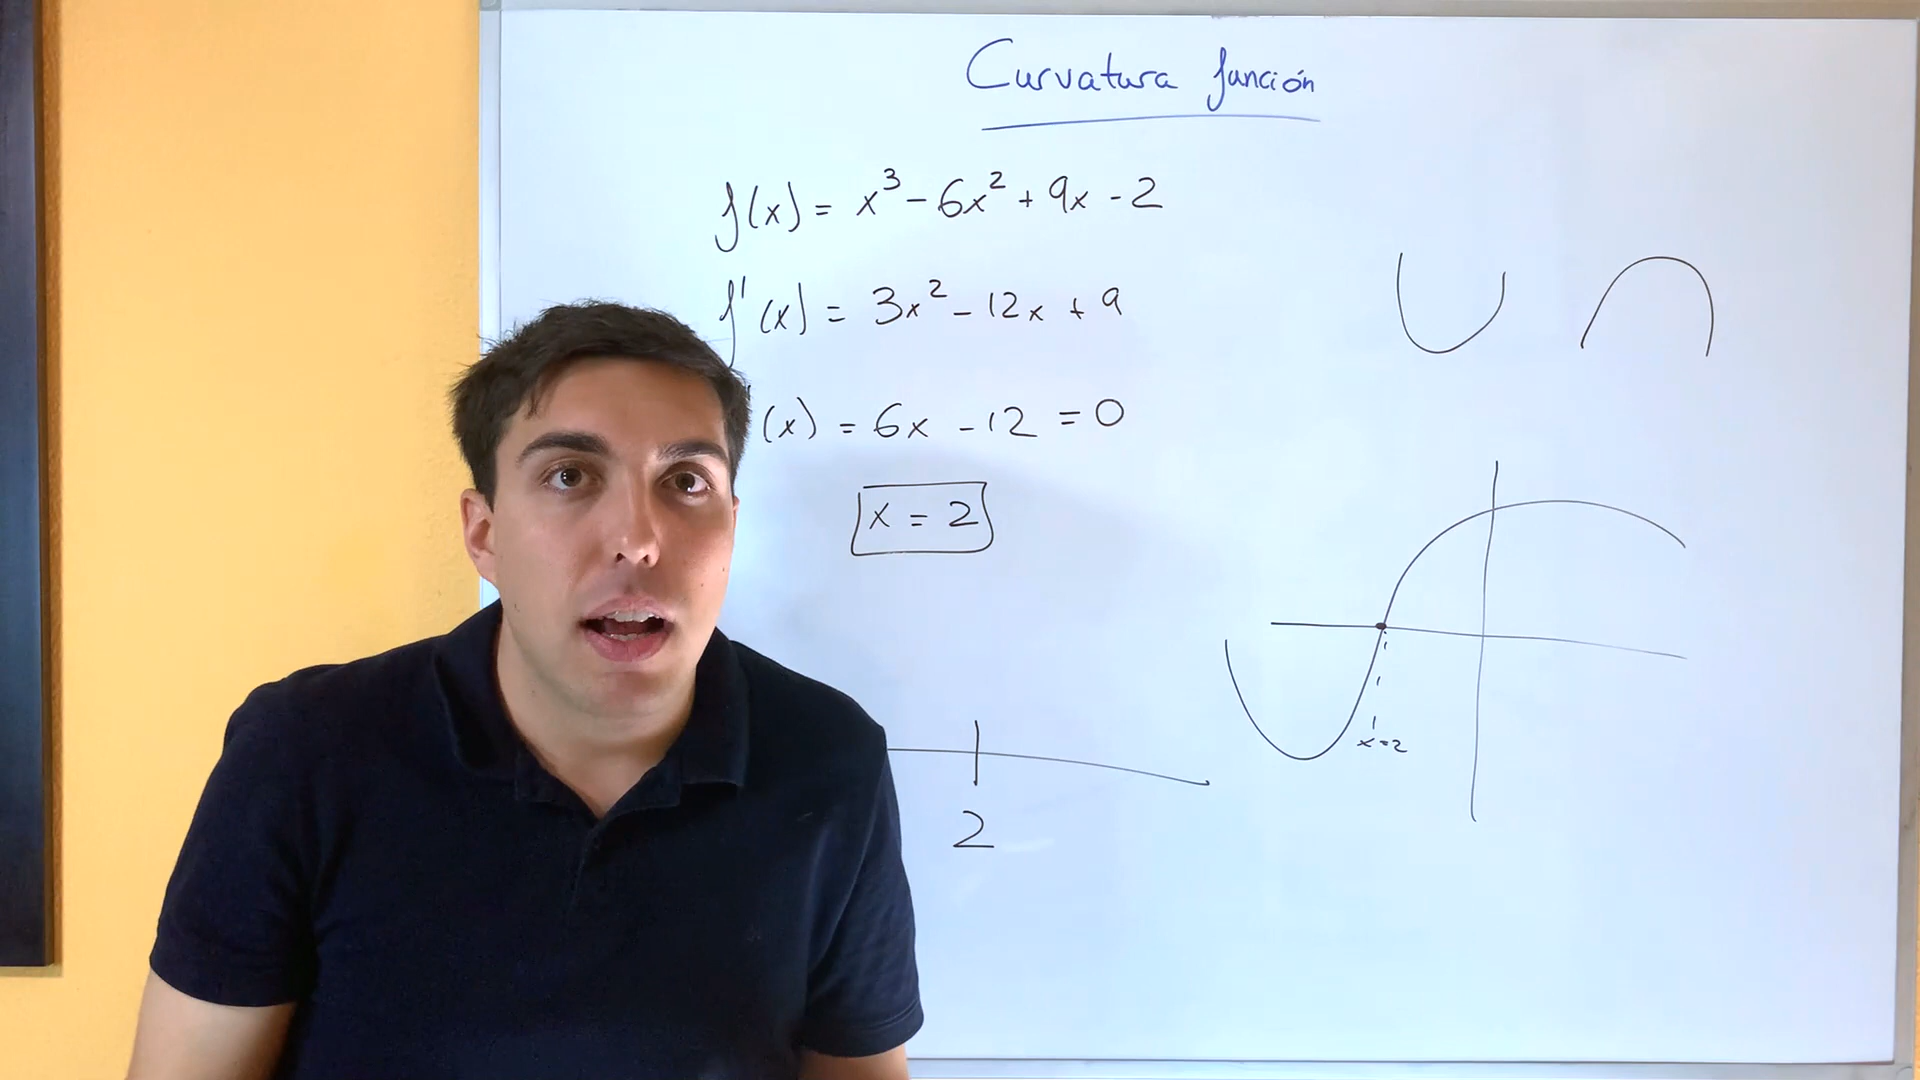 Curvatura función
f(x) = x³ - 6x² + 9x - 2
f'(x) = 3x² - 12x + 9
(x) = 6x - 12 = 0
x = 2
x=2
2